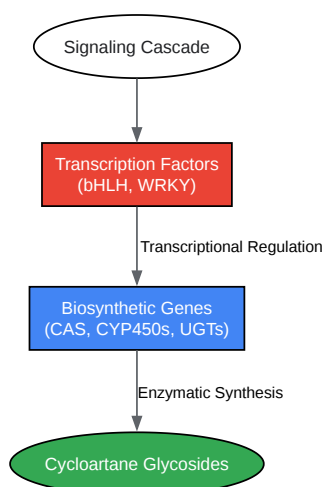 Signaling Cascade
Transcription Factors
(bHLH, WRKY)
Transcriptional Regulation
Biosynthetic Genes
(CAS, CYP450s, UGTs)
Enzymatic Synthesis
Cycloartane Glycosides